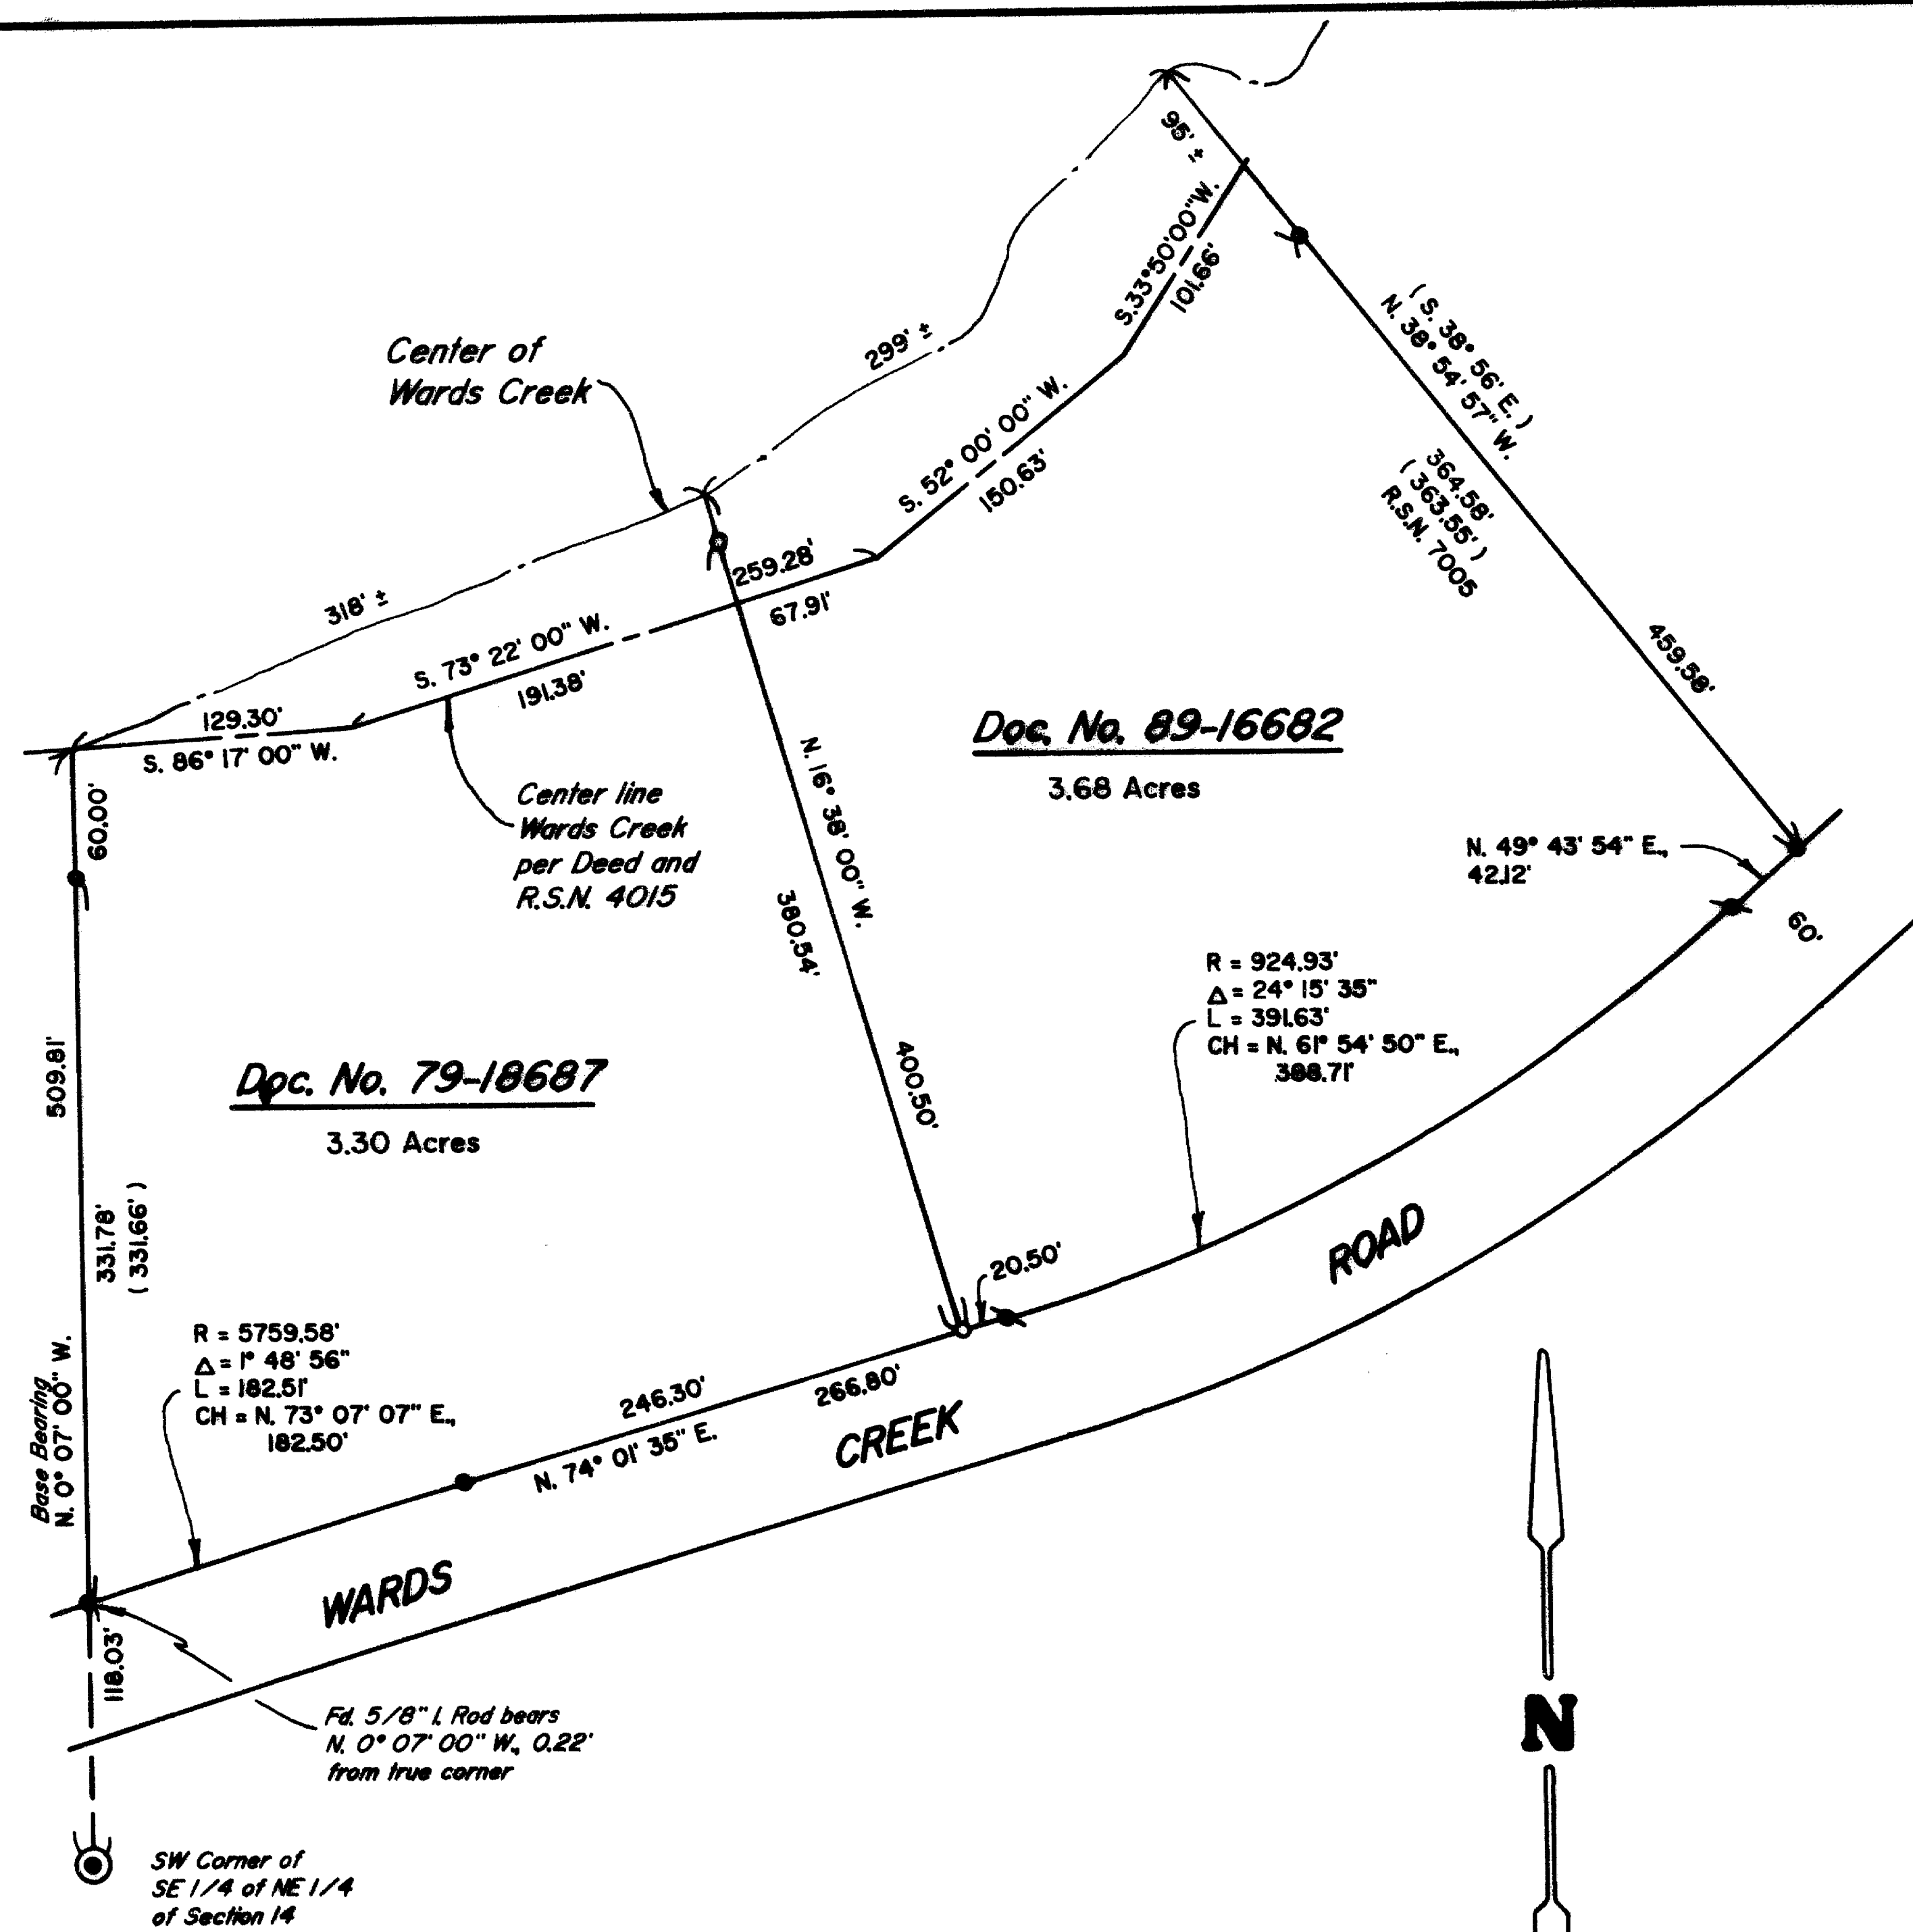 95' ±
S. 33° 50' 00" W.
101.66'
299' ±
( S. 38° 56' E. )
N. 38° 54' 57" W.
364.58'
( 363.55' )
R.S.N. 7005
459.58'
Center of
Wards Creek
S. 52° 00' 00" W.
150.63'
259.28'
67.91'
318' ±
S. 73° 22' 00" W.
191.38'
129.30'
S. 86° 17' 00" W.
60.00'
Center line
Wards Creek
per Deed and
R.S.N. 4015
N. 16° 38' 00" W.
380.54'
400.50'
Doc. No. 89-16682
3.68 Acres
N. 49° 43' 54" E.,
42.12'
60'
R = 924.93'
Δ = 24° 15' 35"
L = 391.63'
CH = N. 61° 54' 50" E.,
388.71'
509.81'
Doc. No. 79-18687
3.30 Acres
331.78'
( 331.66' )
Base Bearing
N. 0° 07' 00" W.
R = 5759.58'
Δ = 1° 48' 56"
L = 182.51'
CH = N. 73° 07' 07" E.,
182.50'
20.50'
246.30'
266.80'
N. 74° 01' 35" E.
WARDS
CREEK
ROAD
118.03'
Fd. 5/8" I. Rod bears
N. 0° 07' 00" W., 0.22'
from true corner
N
SW Corner of
SE 1/4 of NE 1/4
of Section 14